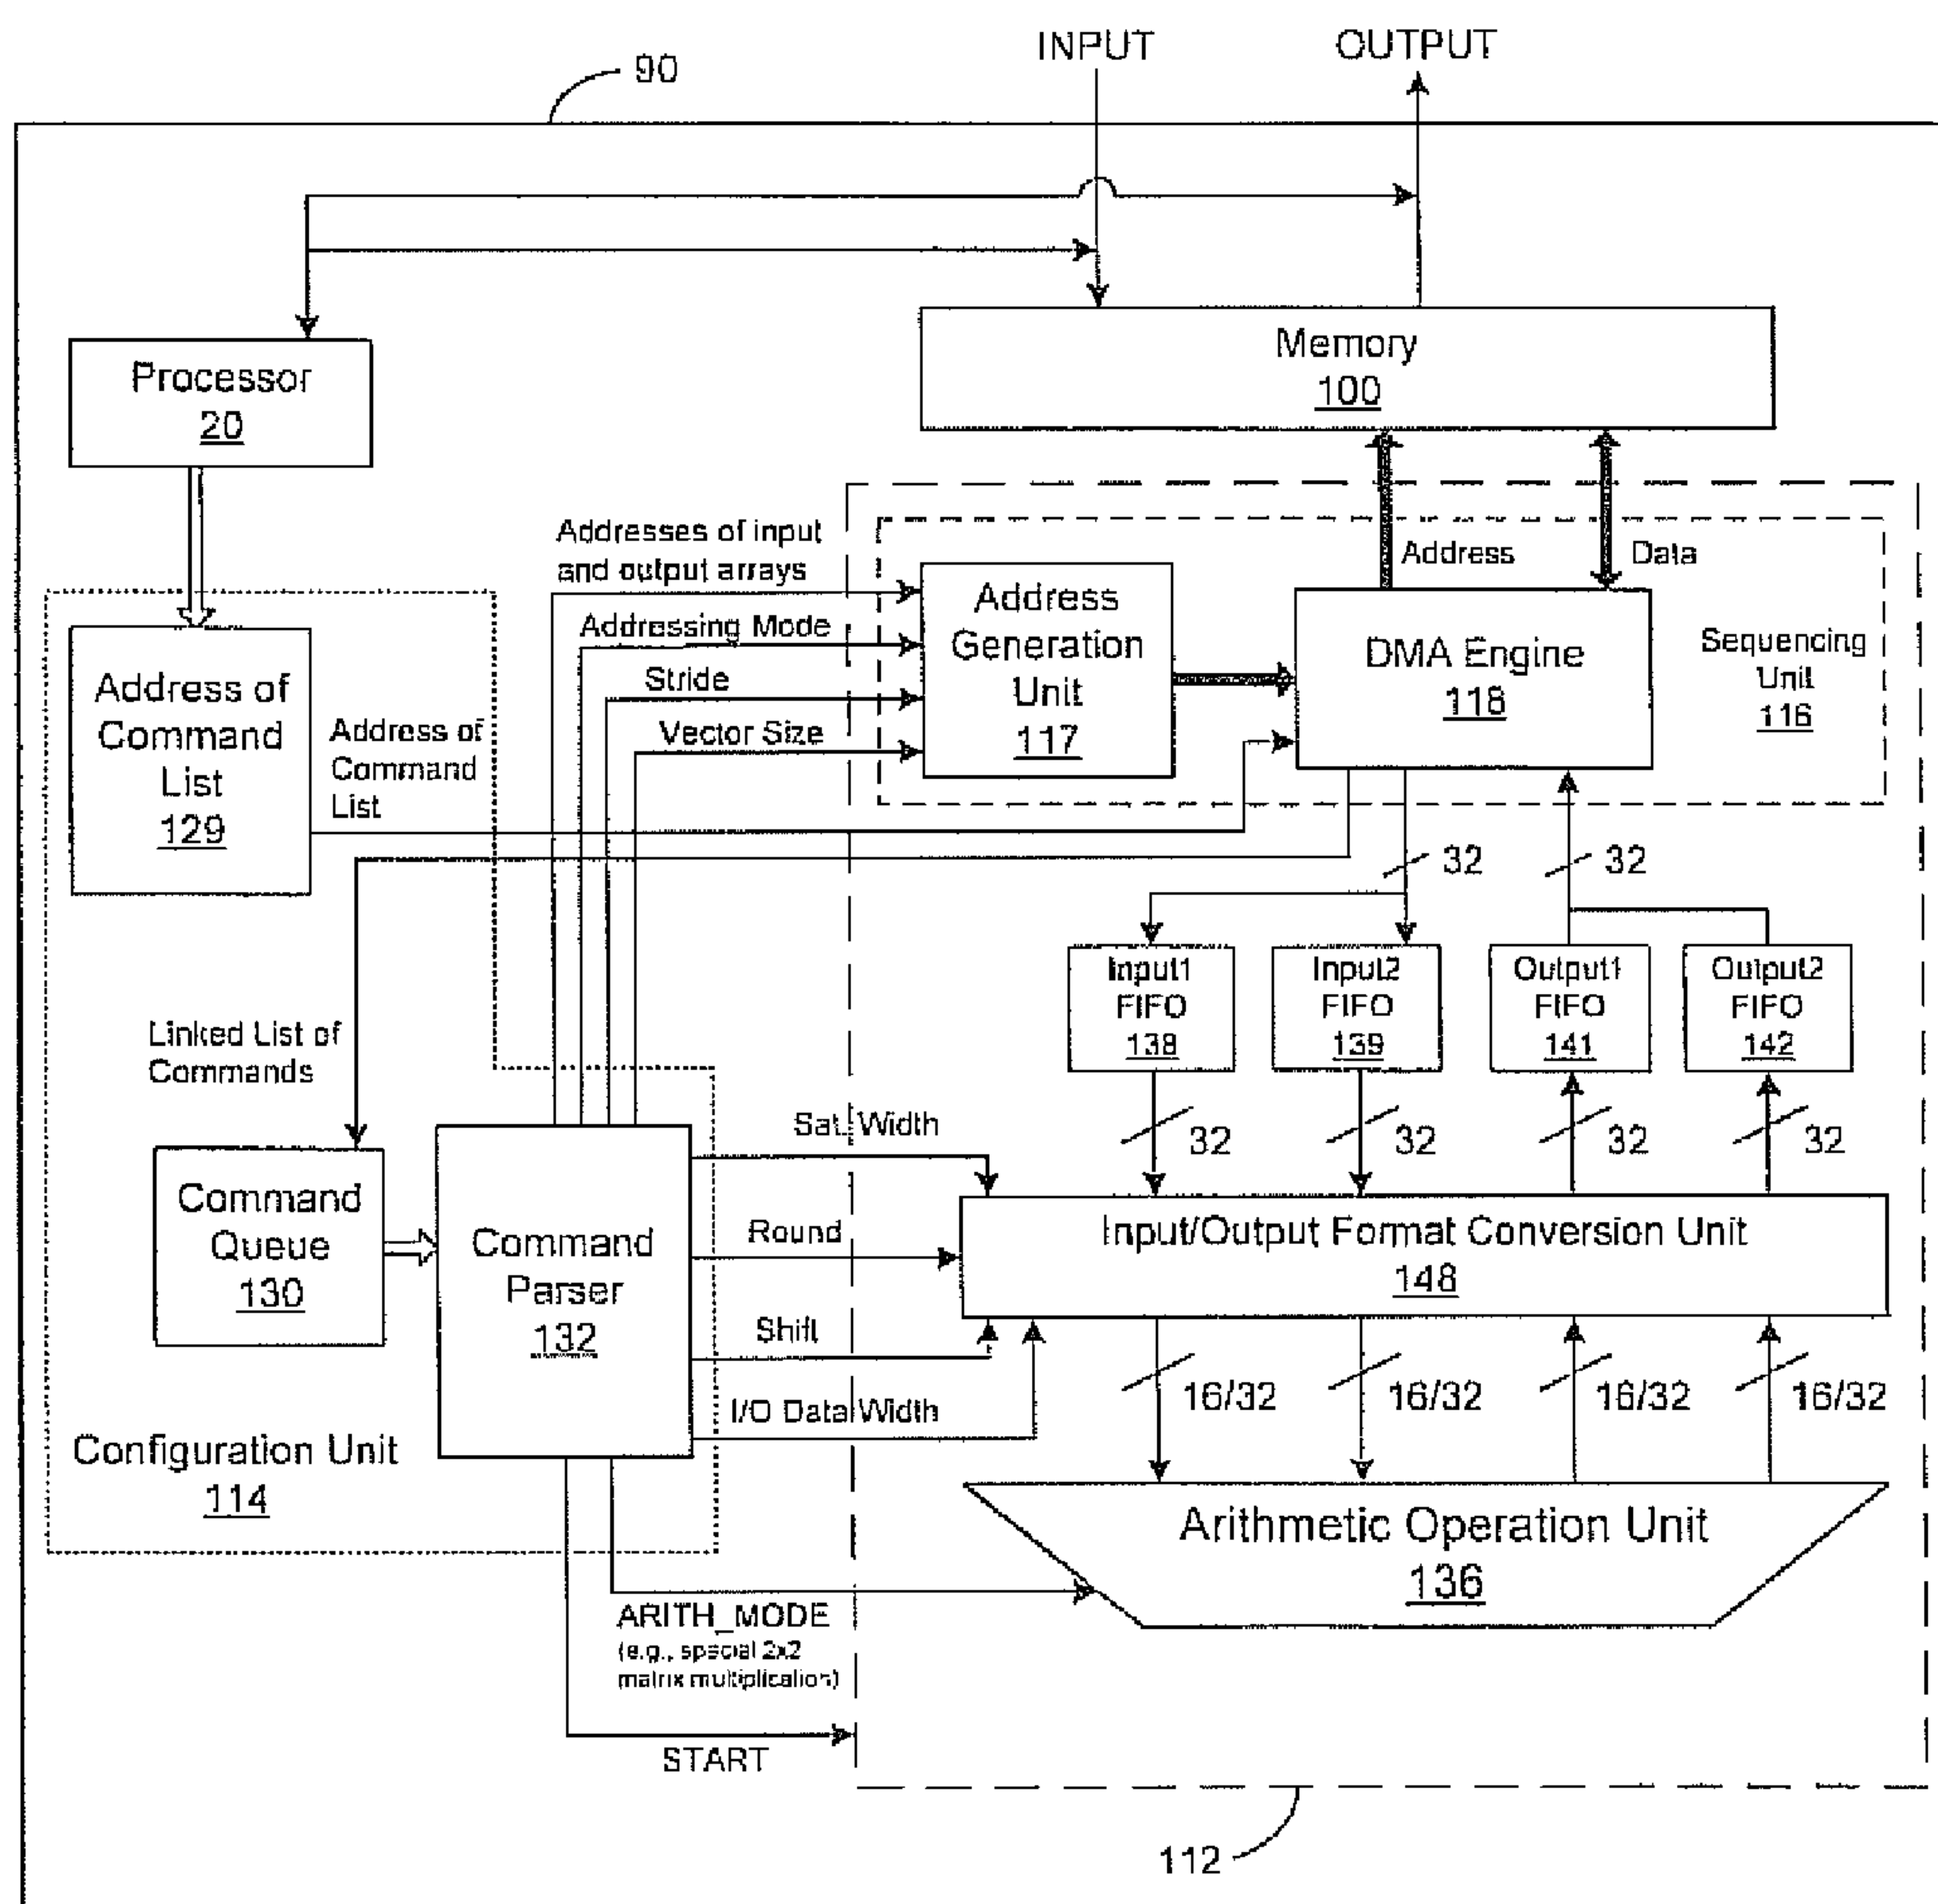 INPUT
OUTPUT
90
Processor
20
Memory
100
Addresses of input
and output arrays
Addressing Mode
Stride
Vector Size
Address
Generation
Unit
117
Address
Data
DMA Engine
118
Sequencing
Unit
116
Address of
Command
List
129
Address of
Command
List
32
32
Input1
FIFO
138
Input2
FIFO
139
Output1
FIFO
141
Output2
FIFO
142
Linked List of
Commands
32
32
32
32
Command
Queue
130
Command
Parser
132
Sat. Width
Round
Shift
I/O Data Width
Input/Output Format Conversion Unit
148
16/32
16/32
16/32
16/32
Configuration Unit
114
Arithmetic Operation Unit
136
ARITH_MODE
(e.g., special 2x2
matrix multiplication)
START
112